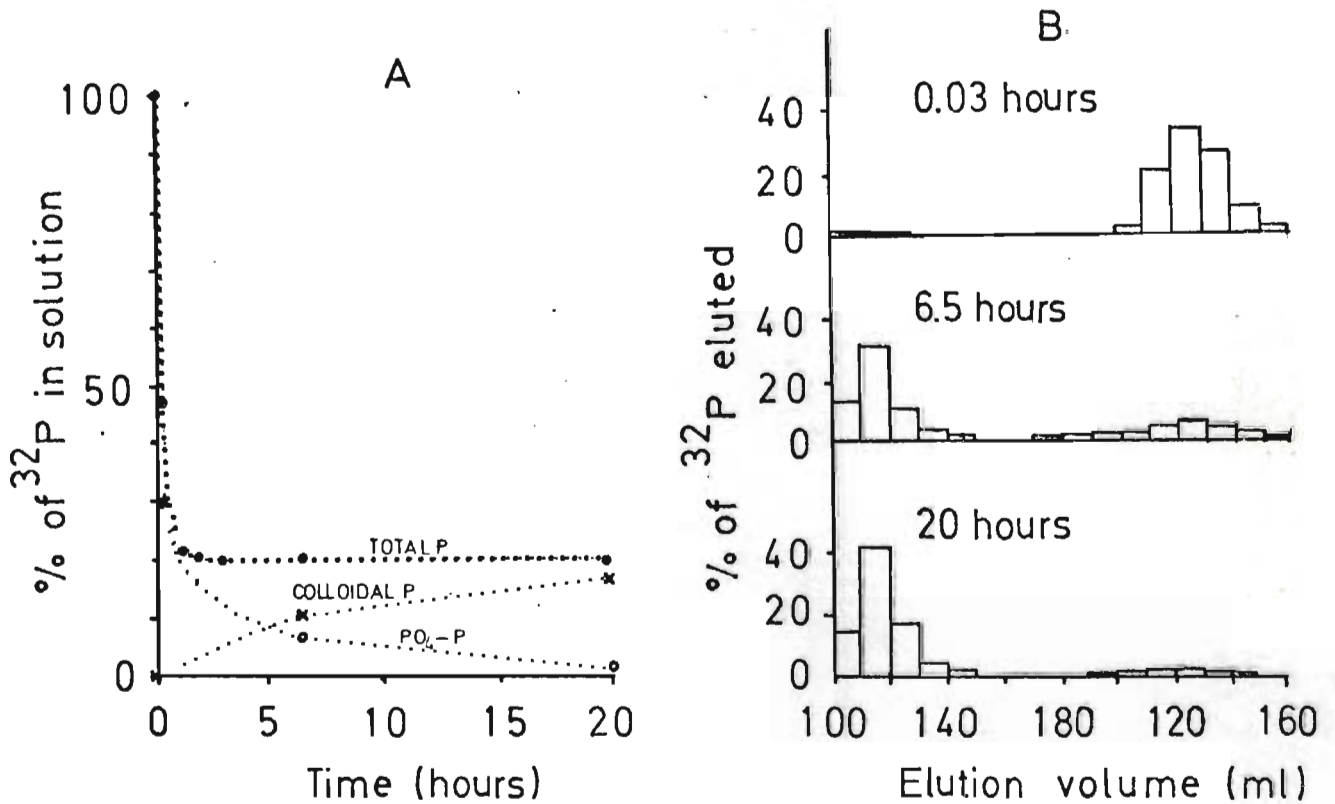 A
100
50
0
% of ³²P in solution
TOTAL P
COLLOIDAL P
PO₄-P
0 5 10 15 20
Time (hours)
B
0.03 hours
40
20
0
6.5 hours
40
20
0
20 hours
40
20
0
% of ³²P eluted
100 140 180 120 160
Elution volume (ml)